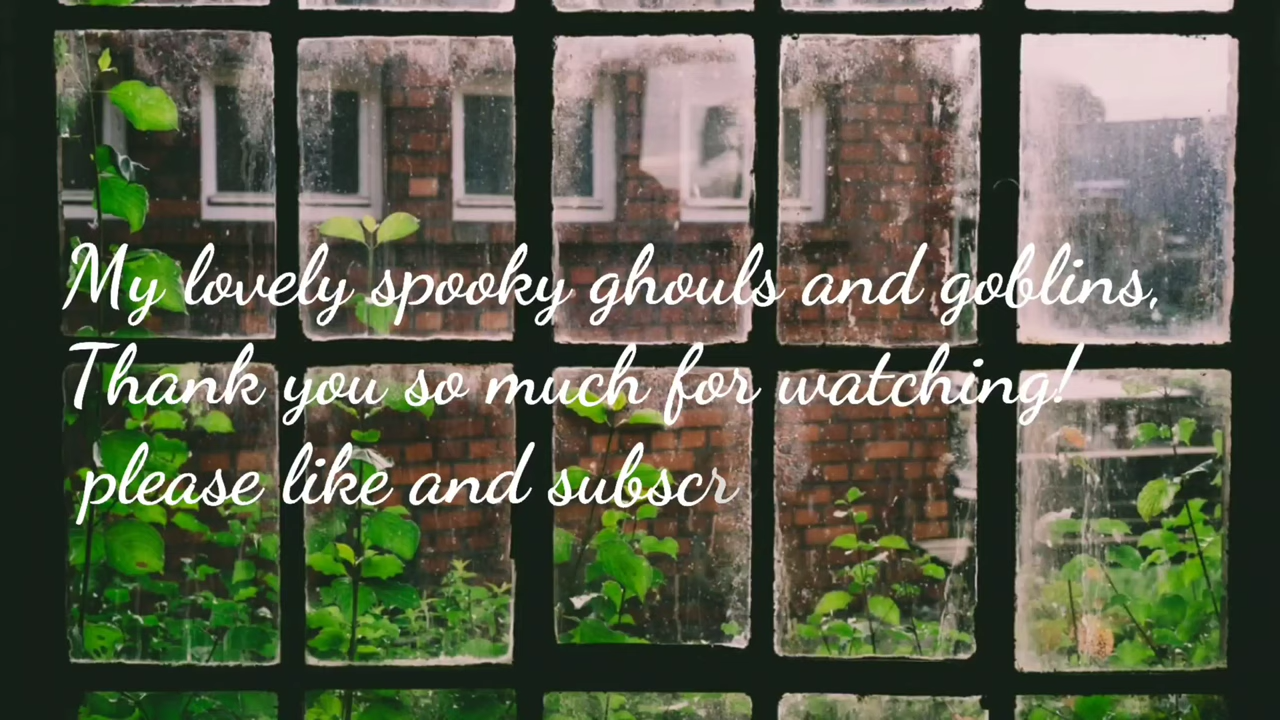 My lovely spooky ghouls and goblins,
Thank you so much for watching!
please like and subscr